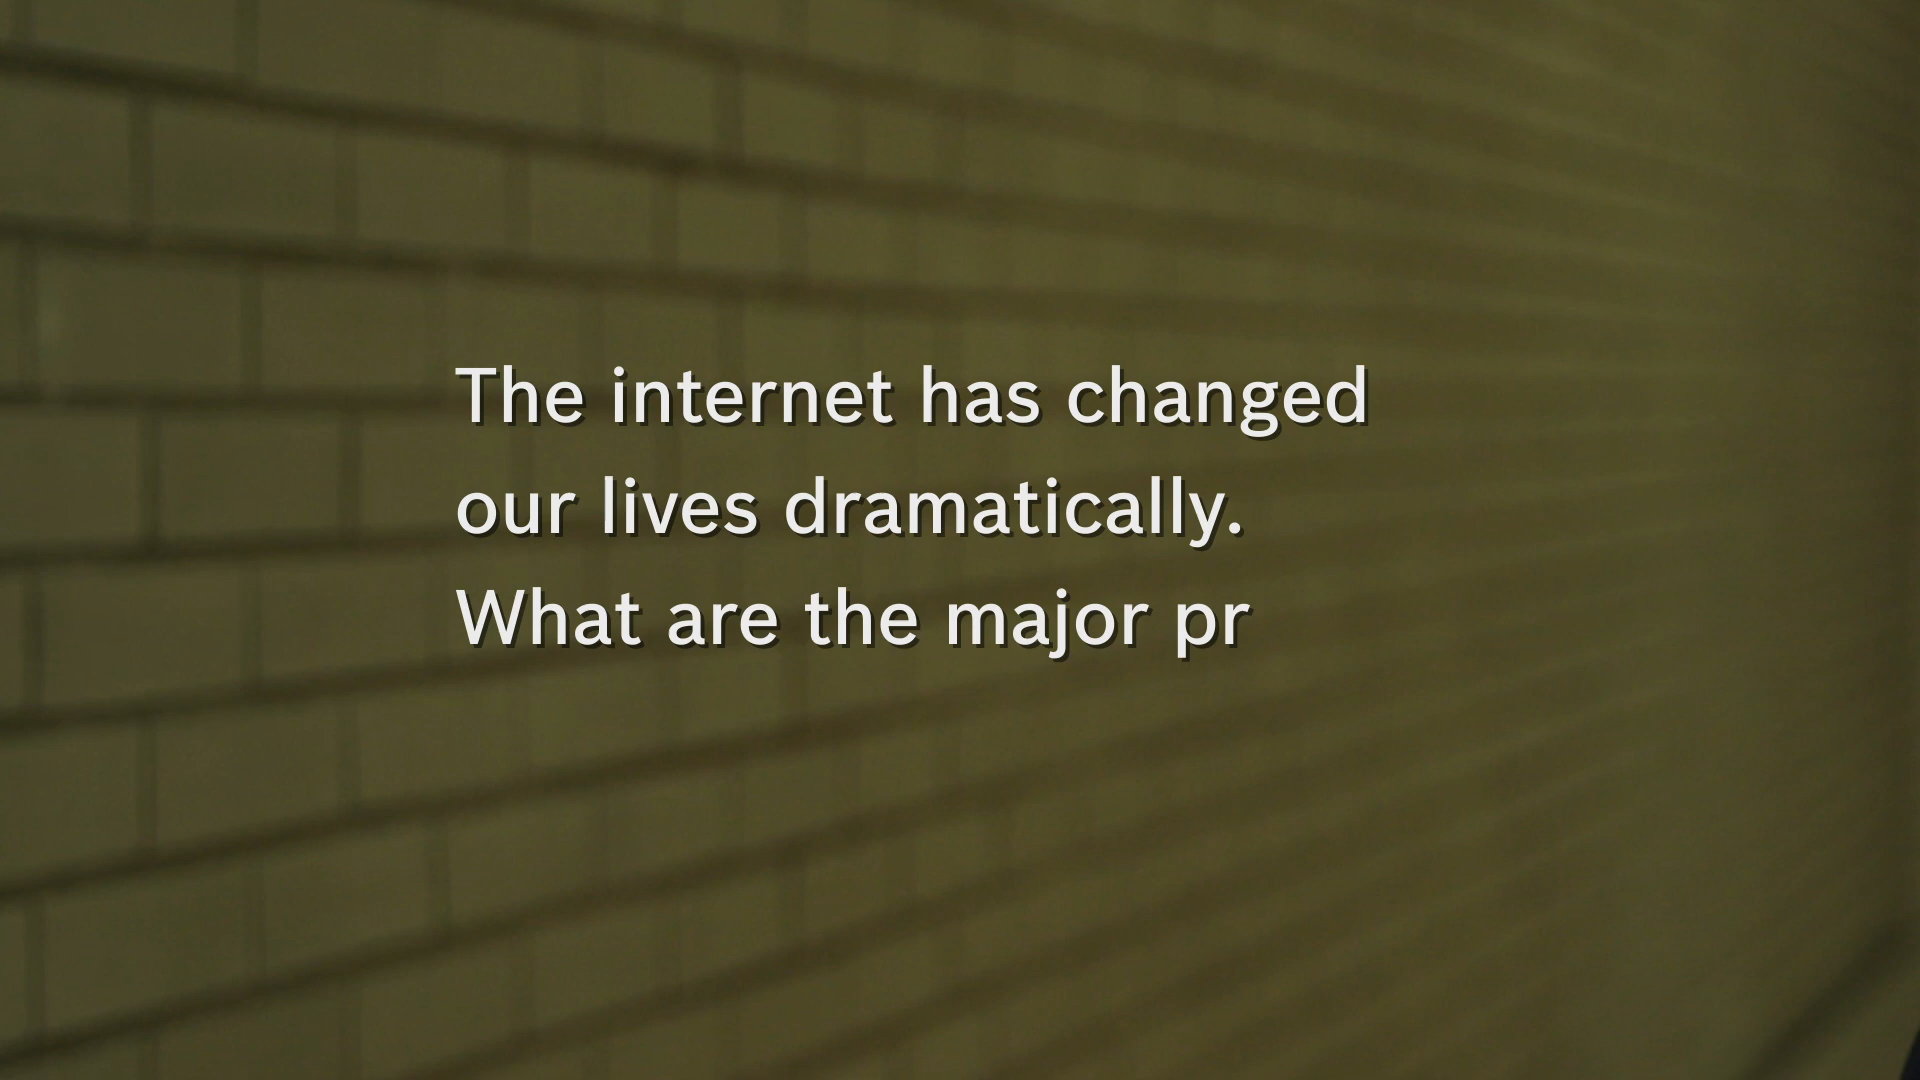 The internet has changed
our lives dramatically.
What are the major pr